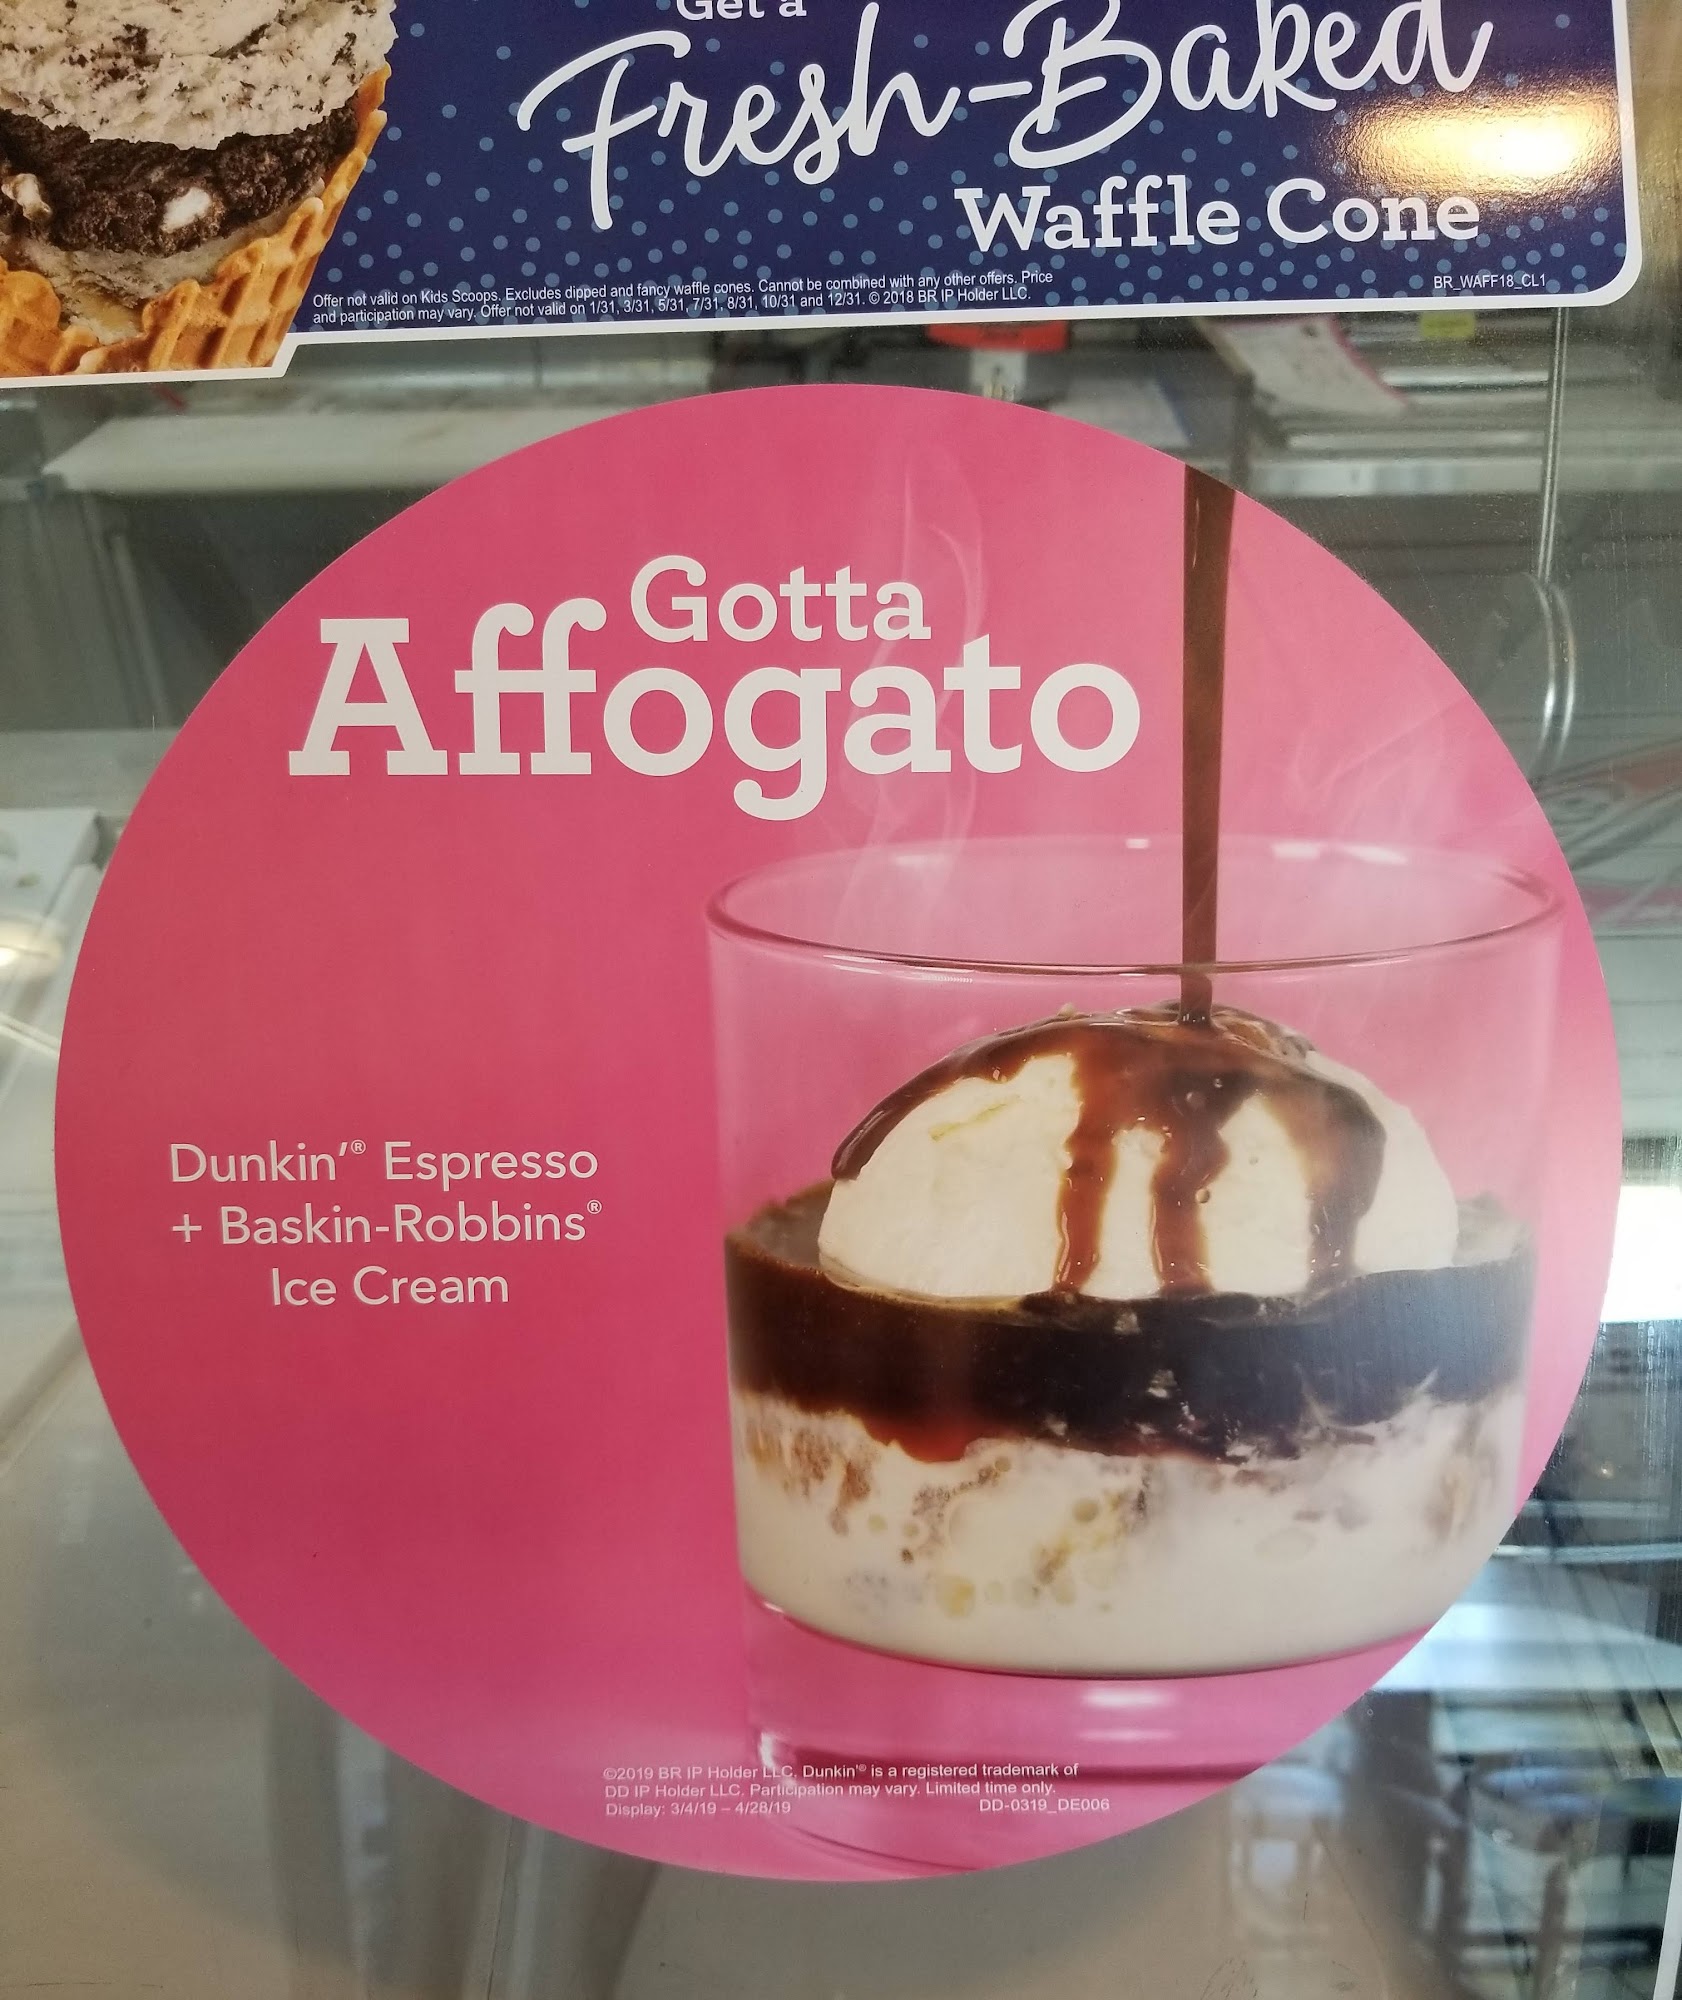 Get a
Fresh-Baked
Waffle Cone
Offer not valid on Kids Scoops. Excludes dipped and fancy waffle cones. Cannot be combined with any other offers. Price
and participation may vary. Offer not valid on 1/31, 3/31, 5/31, 7/31, 8/31, 10/31 and 12/31. © 2018 BR IP Holder LLC.
BR_WAFF18_CL1
Gotta
Affogato
Dunkin'® Espresso
+ Baskin-Robbins®
Ice Cream
©2019 BR IP Holder LLC. Dunkin'® is a registered trademark of
DD IP Holder LLC. Participation may vary. Limited time only.
Display: 3/4/19 – 4/28/19 DD-0319_DE006